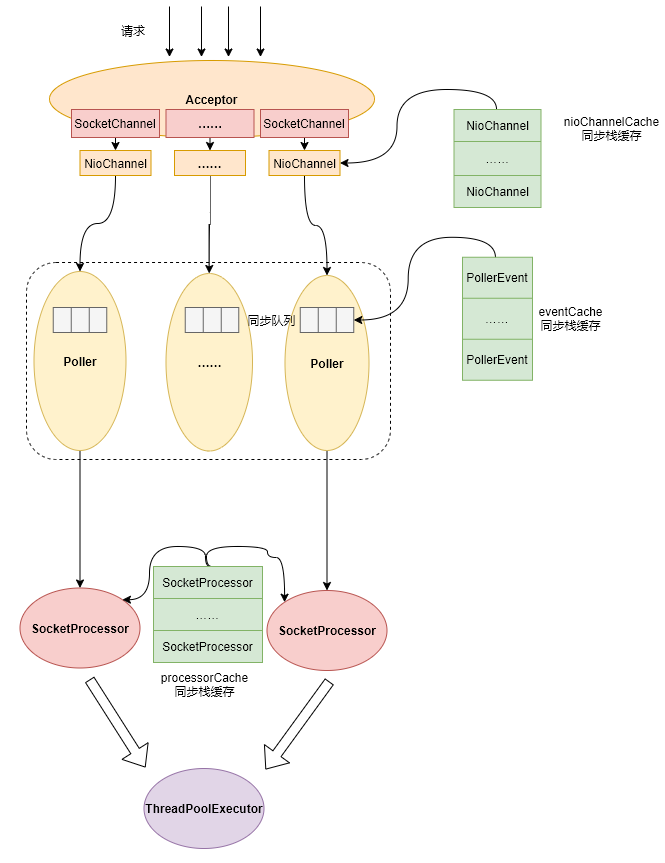 请求
Acceptor
SocketChannel
……
SocketChannel
NioChannel
……
NioChannel
NioChannel
……
NioChannel
nioChannelCache
同步栈缓存
Poller
……
同步队列
Poller
PollerEvent
……
PollerEvent
eventCache
同步栈缓存
SocketProcessor
SocketProcessor
……
SocketProcessor
SocketProcessor
processorCache
同步栈缓存
ThreadPoolExecutor